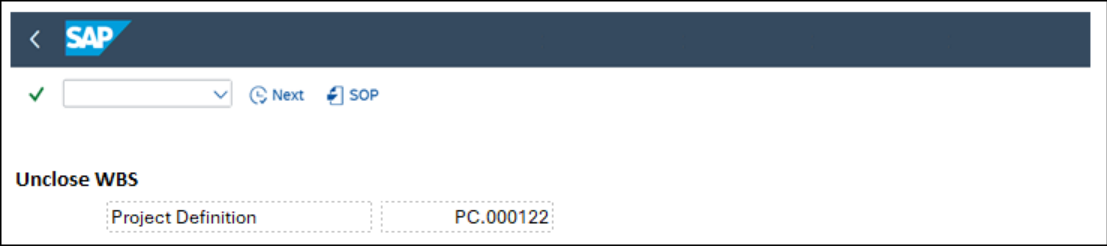 SAP
Next SOP
Unclose WBS
Project Definition PC.000122